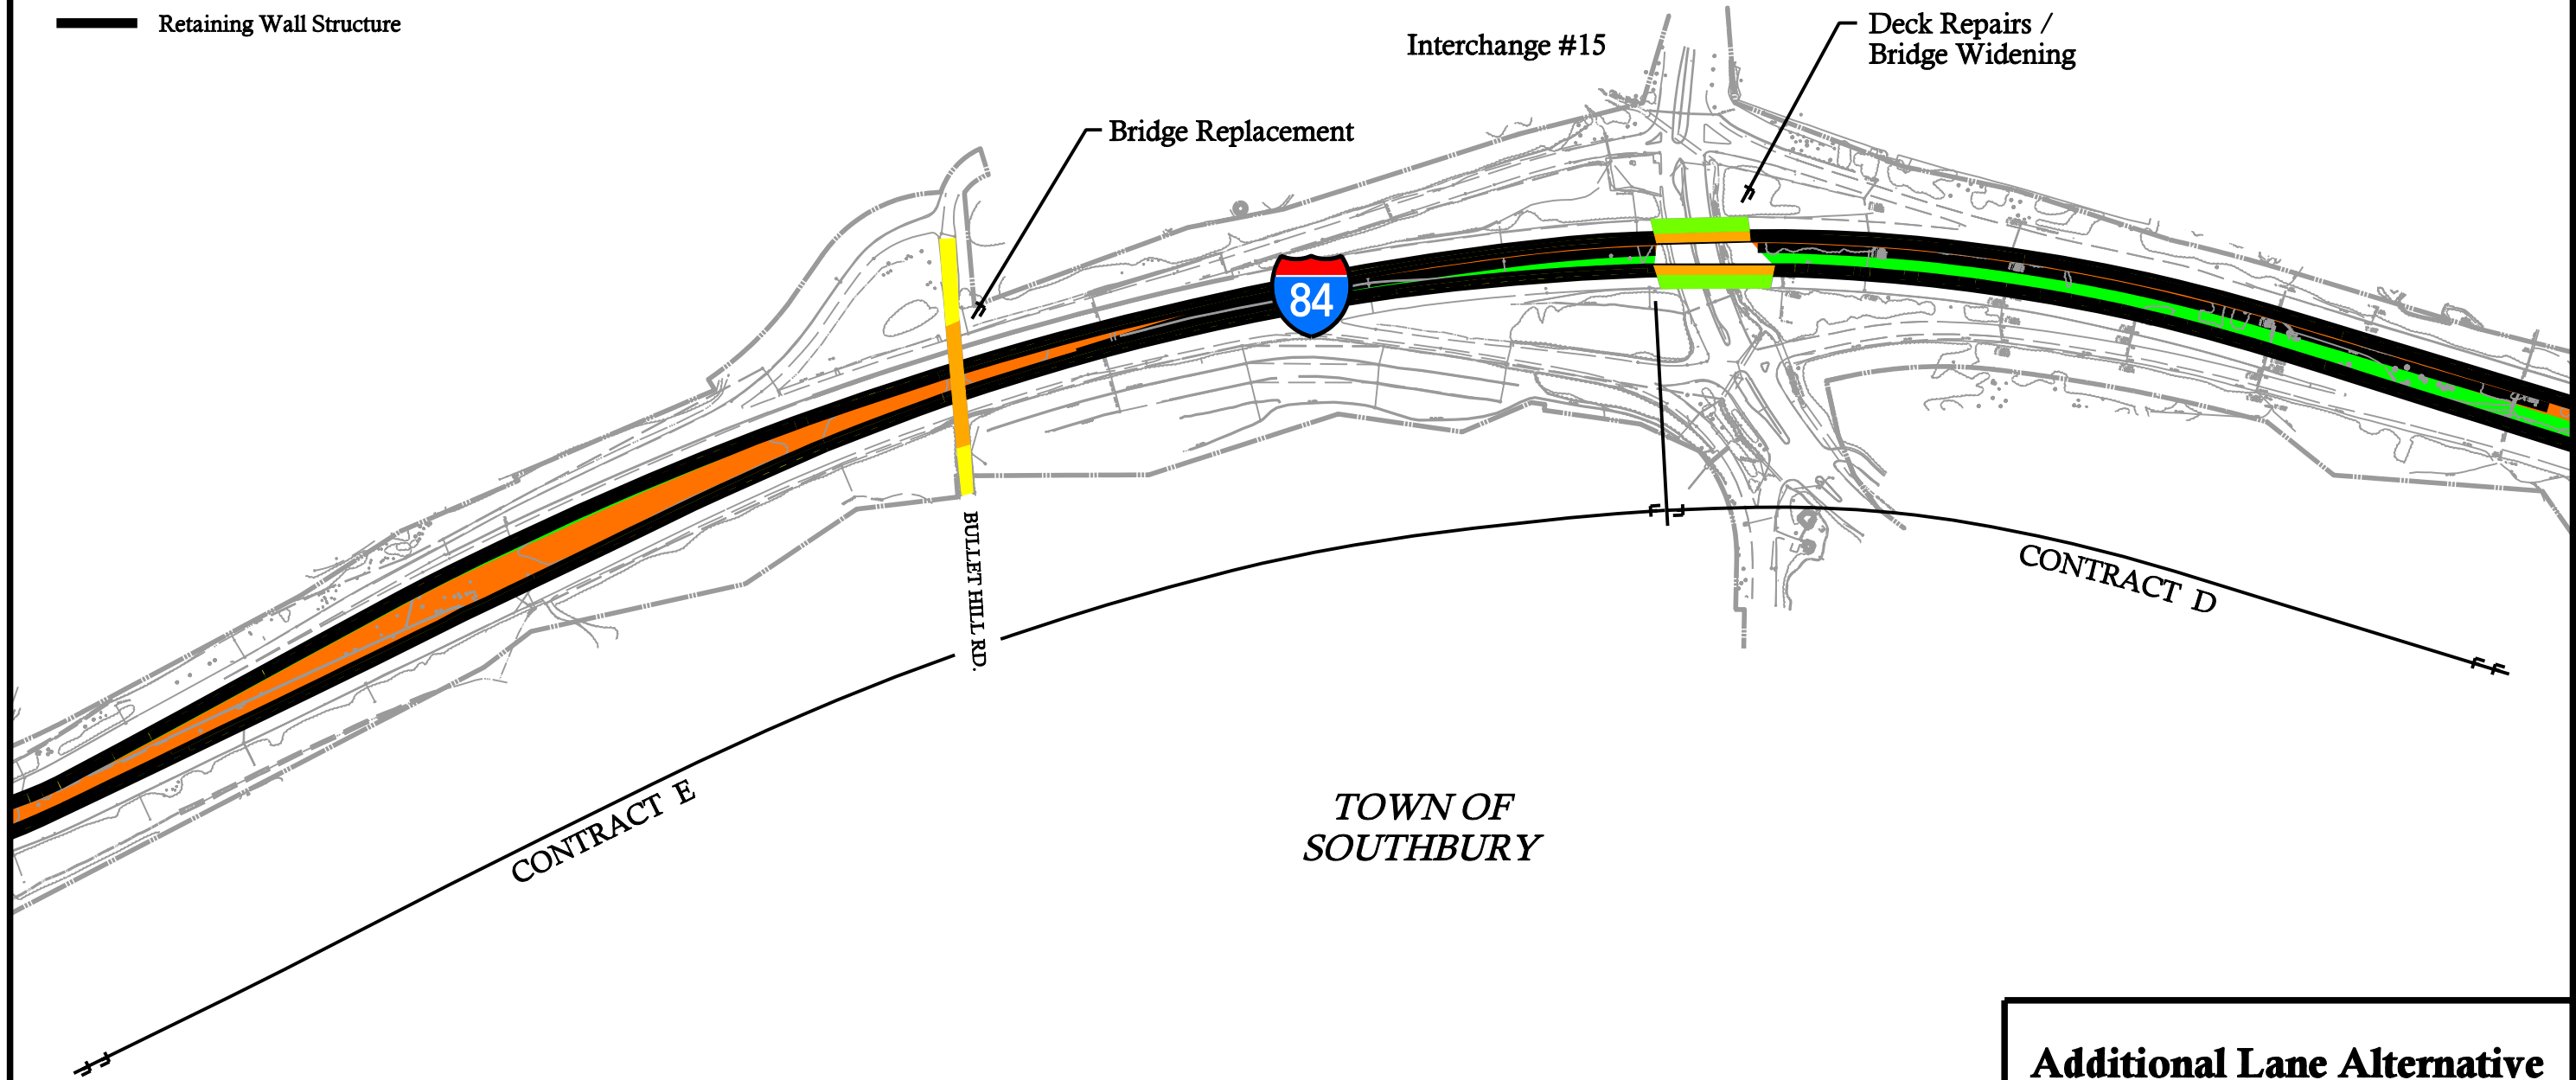 Retaining Wall Structure
Interchange #15
Deck Repairs /
Bridge Widening
Bridge Replacement
84
BULLET HILL RD.
CONTRACT E
CONTRACT D
TOWN OF
SOUTHBURY
Additional Lane Alternative